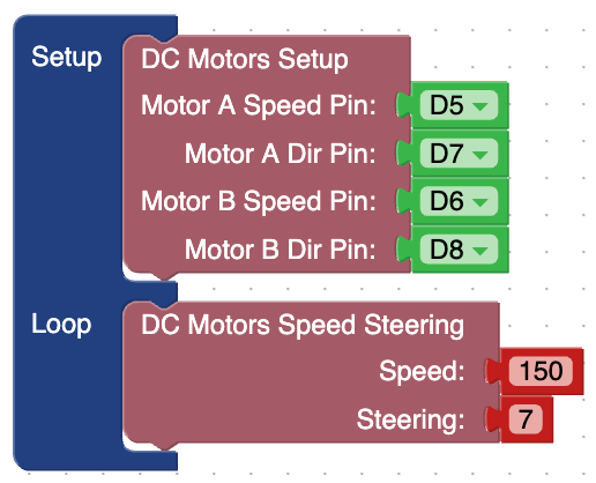 Setup
DC Motors Setup
Motor A Speed Pin: D5
Motor A Dir Pin: D7
Motor B Speed Pin: D6
Motor B Dir Pin: D8
Loop
DC Motors Speed Steering
Speed: 150
Steering: 7